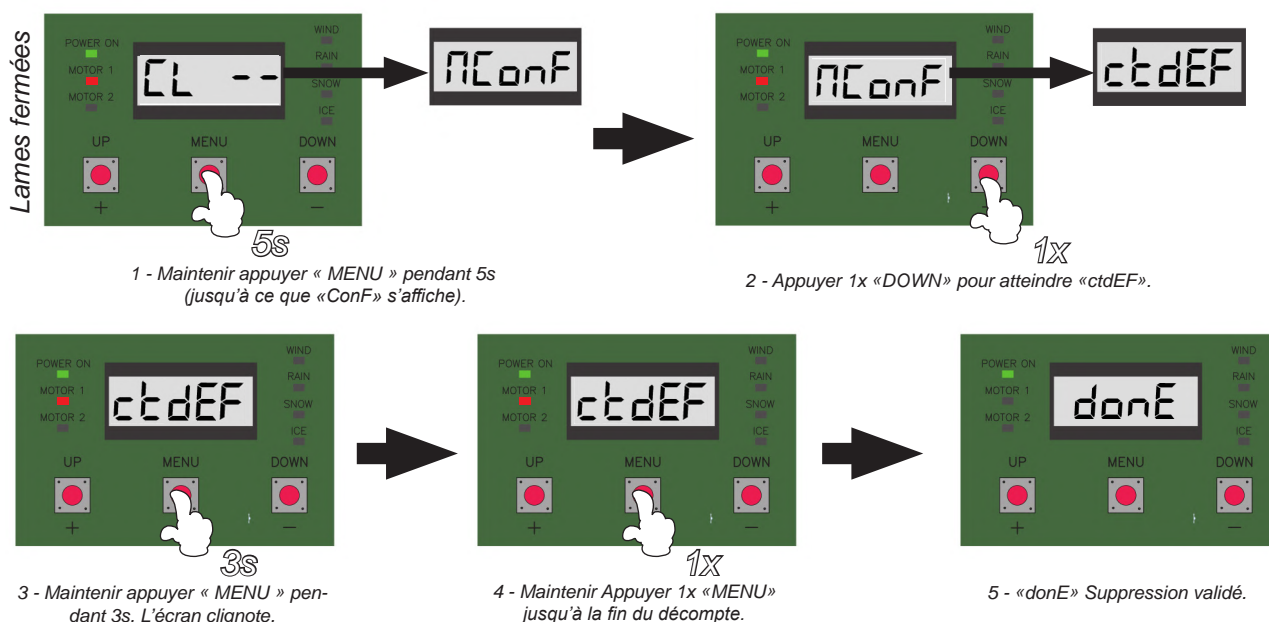 Lames fermées
POWER ON
MOTOR 1
MOTOR 2
CL --
WIND
RAIN
SNOW
ICE
UP
MENU
DOWN
+
−
MConF
5s
1 - Maintenir appuyer « MENU » pendant 5s
(jusqu'à ce que «ConF» s'affiche).
POWER ON
MOTOR 1
MOTOR 2
MConF
WIND
RAIN
SNOW
ICE
UP
MENU
DOWN
+
ctdEF
1x
2 - Appuyer 1x «DOWN» pour atteindre «ctdEF».
POWER ON
MOTOR 1
MOTOR 2
ctdEF
WIND
RAIN
SNOW
ICE
UP
MENU
DOWN
+
−
3s
3 - Maintenir appuyer « MENU » pen-
dant 3s. L'écran clignote.
POWER ON
MOTOR 1
MOTOR 2
ctdEF
WIND
RAIN
SNOW
ICE
UP
MENU
DOWN
+
−
1x
4 - Maintenir Appuyer 1x «MENU»
jusqu'à la fin du décompte.
POWER ON
MOTOR 1
MOTOR 2
donE
WIND
RAIN
SNOW
ICE
UP
MENU
DOWN
+
−
5 - «donE» Suppression validé.